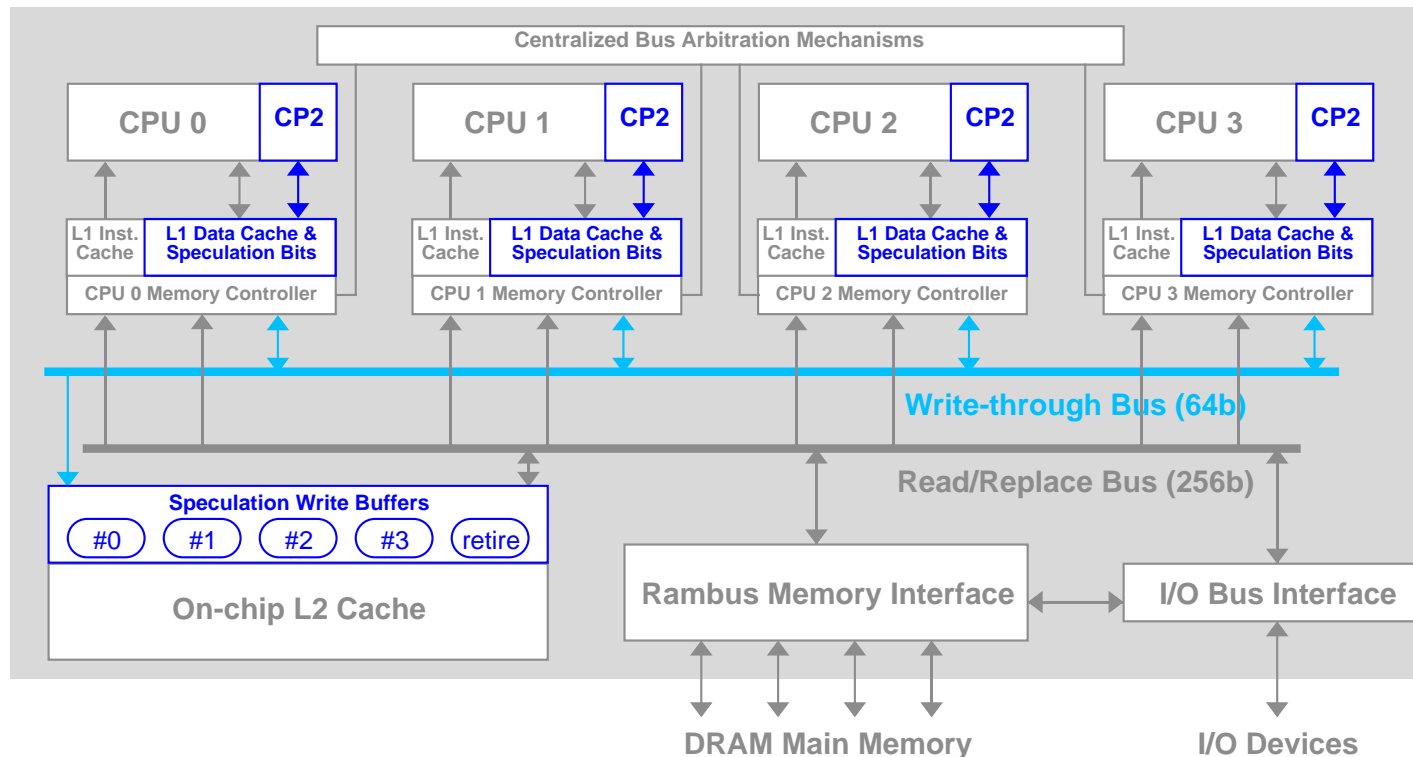 Centralized Bus Arbitration Mechanisms
CPU 0
CP2
CPU 1
CP2
CPU 2
CP2
CPU 3
CP2
L1 Inst.
Cache
L1 Data Cache &
Speculation Bits
L1 Inst.
Cache
L1 Data Cache &
Speculation Bits
L1 Inst.
Cache
L1 Data Cache &
Speculation Bits
L1 Inst.
Cache
L1 Data Cache &
Speculation Bits
CPU 0 Memory Controller
CPU 1 Memory Controller
CPU 2 Memory Controller
CPU 3 Memory Controller
Write-through Bus (64b)
Read/Replace Bus (256b)
Speculation Write Buffers
#0
#1
#2
#3
retire
On-chip L2 Cache
Rambus Memory Interface
I/O Bus Interface
DRAM Main Memory
I/O Devices